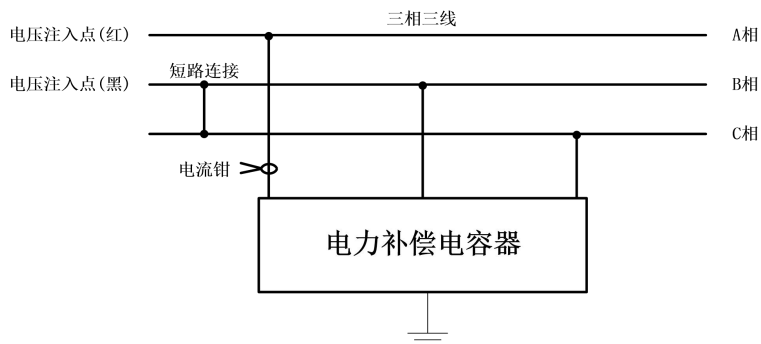 三相三线
电压注入点(红)
A相
短路连接
电压注入点(黑)
B相
C相
电流钳
电力补偿电容器